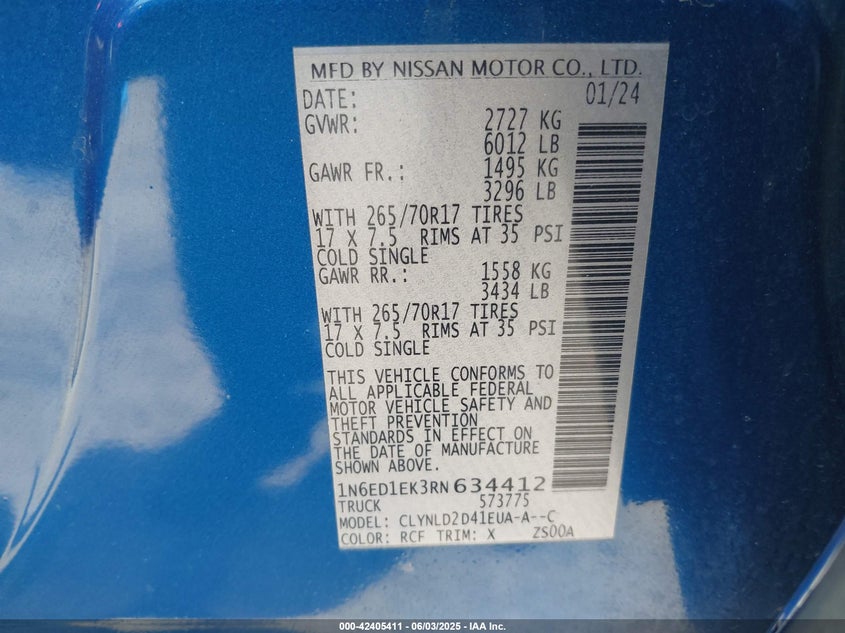 MFD BY NISSAN MOTOR CO., LTD.
DATE: 01/24
GVWR: 2727 KG
6012 LB
GAWR FR.: 1495 KG
3296 LB
WITH 265/70R17 TIRES
17 X 7.5 RIMS AT 35 PSI
COLD SINGLE
GAWR RR.: 1558 KG
3434 LB
WITH 265/70R17 TIRES
17 X 7.5 RIMS AT 35 PSI
COLD SINGLE
THIS VEHICLE CONFORMS TO
ALL APPLICABLE FEDERAL
MOTOR VEHICLE SAFETY AND
THEFT PREVENTION
STANDARDS IN EFFECT ON
THE DATE OF MANUFACTURE
SHOWN ABOVE.
1N6ED1EK3RN634412
TRUCK 573775
MODEL: CLYNLD2D41EUA-A--C
COLOR: RCF TRIM: X ZS00A
000-42405411 - 06/03/2025 - IAA Inc.